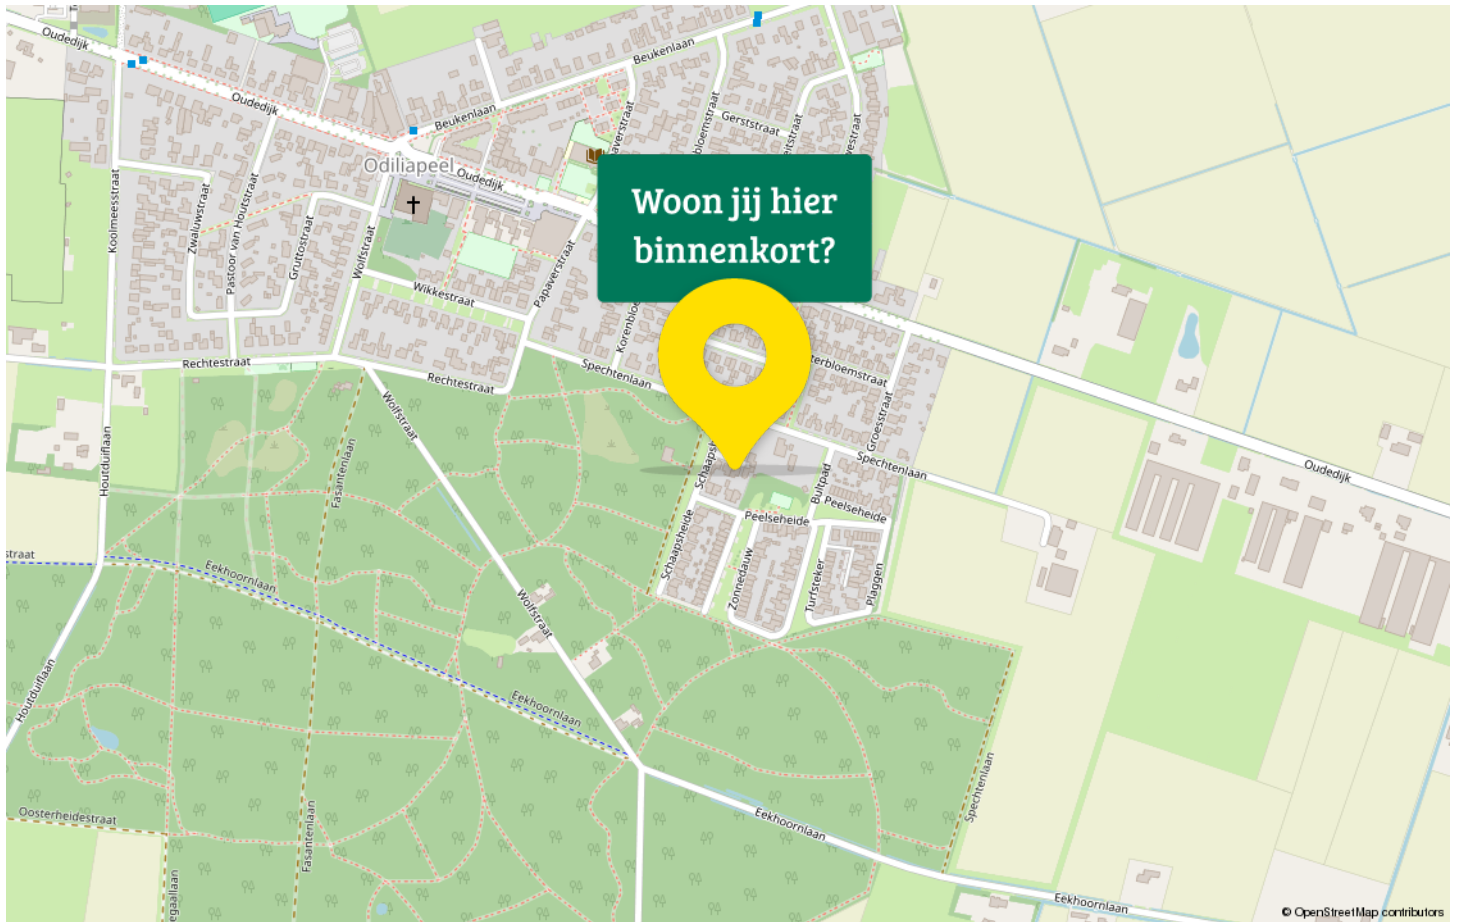 Oudedijk
Oudedijk
Beukenlaan
Beukenlaan
Gerststraat
Odiliapeel
Oudedijk
Woon jij hier
binnenkort?
Koolmeesstraat
Zwaluwstraat
Pastoor van Houtstraat
Gruttostraat
Wolfstraat
Wikkestraat
Papaverstraat
Rechtestraat
Rechtestraat
Spechtenlaan
Wolfstraat
Groesstraat
Spechtenlaan
Oudedijk
Houtduiflaan
Fasantenlaan
Bultpad
Peelseheide
Peelseheide
Schaapsheide
Zonnedauw
Turfsteker
Plaggen
straat
Eekhoornlaan
Wolfstraat
Houtduiflaan
Eekhoornlaan
Spechtenlaan
Oosterheidestraat
Fasantenlaan
Eekhoornlaan
Eekhoornlaan
© OpenStreetMap contributors